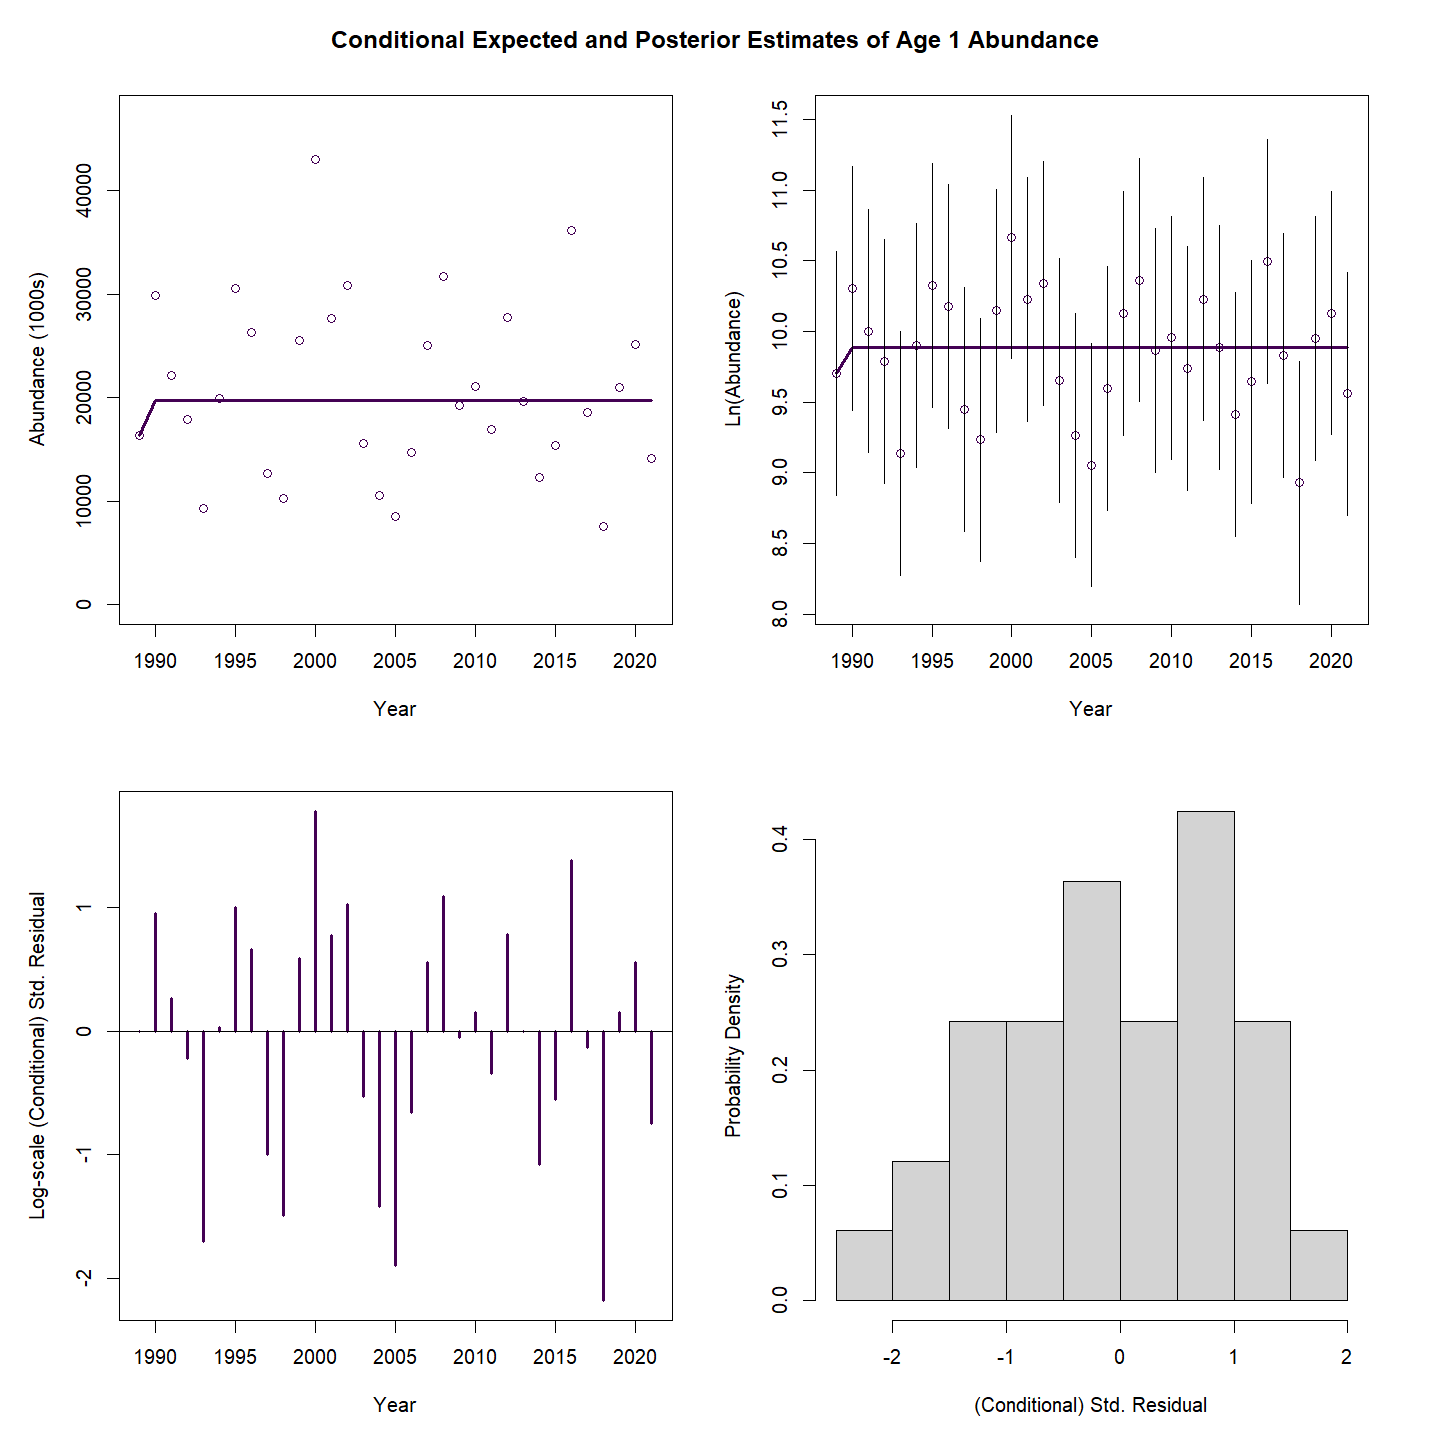 Conditional Expected and Posterior Estimates of Age 1 Abundance
Abundance (1000s)
40000
30000
20000
10000
0
1990 1995 2000 2005 2010 2015 2020
Year
Ln(Abundance)
11.5
11.0
10.5
10.0
9.5
9.0
8.5
8.0
1990 1995 2000 2005 2010 2015 2020
Year
Log-scale (Conditional) Std. Residual
1
0
-1
-2
1990 1995 2000 2005 2010 2015 2020
Year
Probability Density
0.4
0.3
0.2
0.1
0.0
-2 -1 0 1 2
(Conditional) Std. Residual